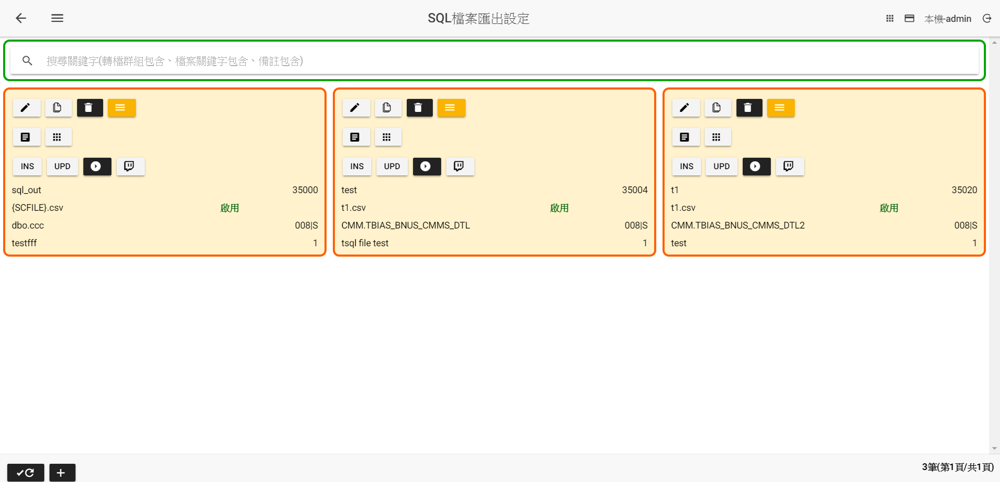 SQL檔案匯出設定
本機-admin
搜尋關鍵字(轉檔群組包含、檔案關鍵字包含、備註包含)
INS UPD
sql_out 35000
{SCFILE}.csv 啟用
dbo.ccc 008|S
testfff 1
INS UPD
test 35004
t1.csv 啟用
CMM.TBIAS_BNUS_CMMS_DTL 008|S
tsql file test 1
INS UPD
t1 35020
t1.csv 啟用
CMM.TBIAS_BNUS_CMMS_DTL2 008|S
test 1
3筆(第1頁/共1頁)